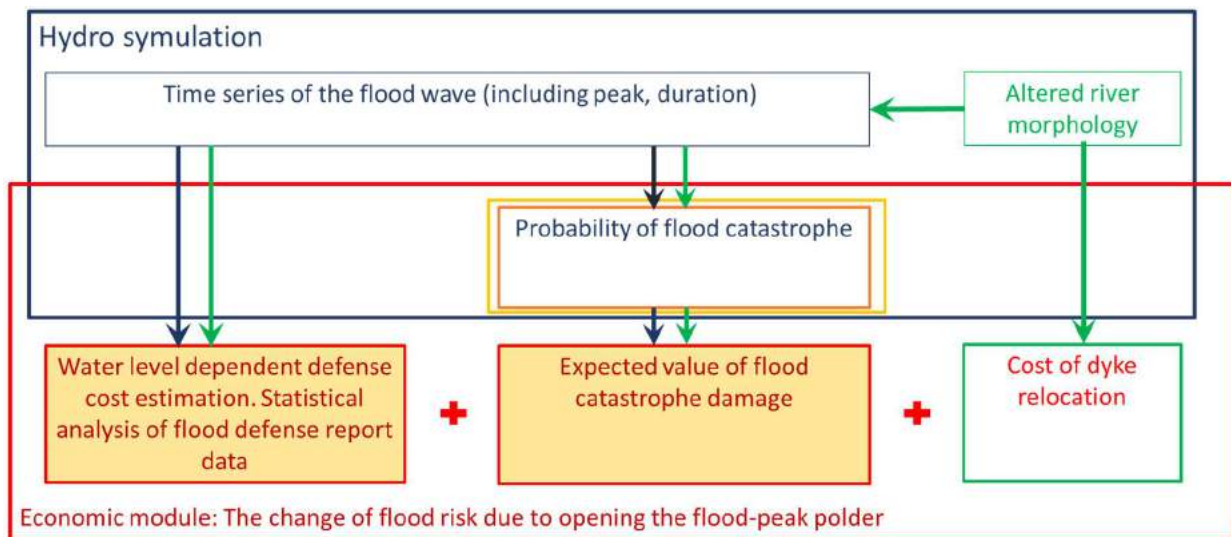 Hydro symulation
Time series of the flood wave (including peak, duration)
Altered river
morphology
Probability of flood catastrophe
Water level dependent defense
cost estimation. Statistical
analysis of flood defense report
data
+
Expected value of flood
catastrophe damage
+
Cost of dyke
relocation
Economic module: The change of flood risk due to opening the flood-peak polder